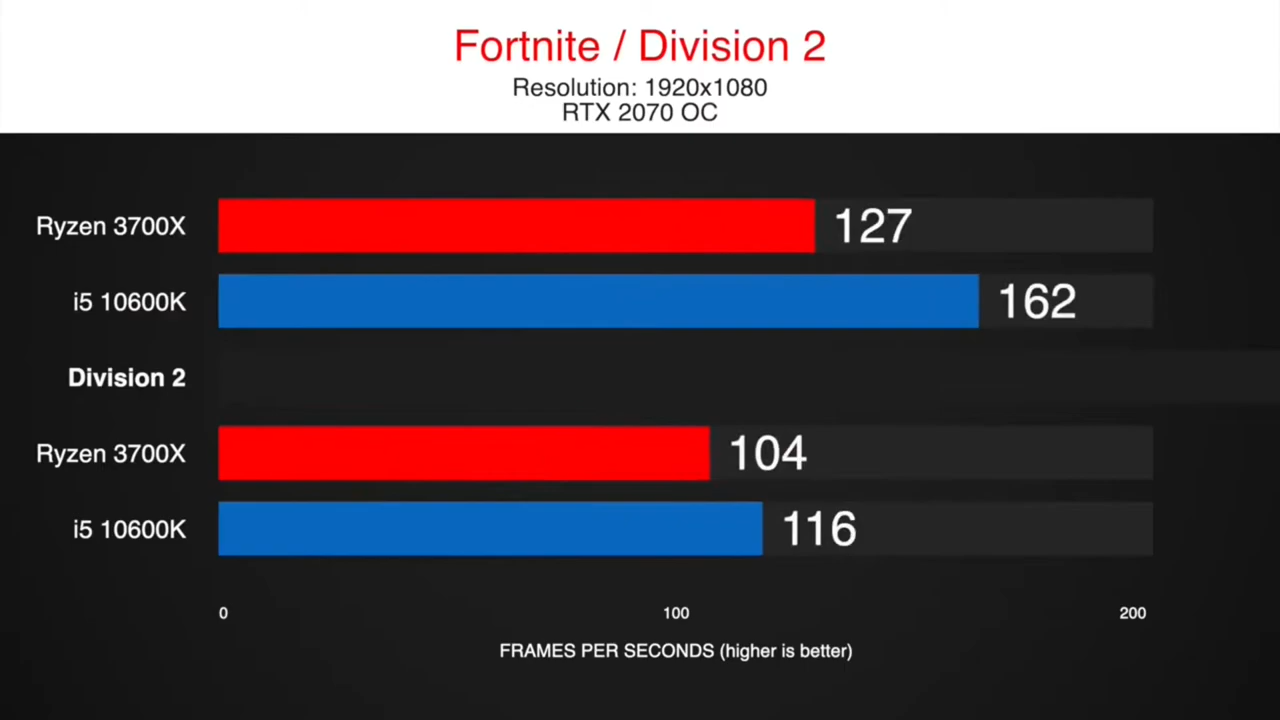 Fortnite / Division 2
Resolution: 1920x1080
RTX 2070 OC
Ryzen 3700X 127
i5 10600K 162
Division 2
Ryzen 3700X 104
i5 10600K 116
0 100 200
FRAMES PER SECONDS (higher is better)